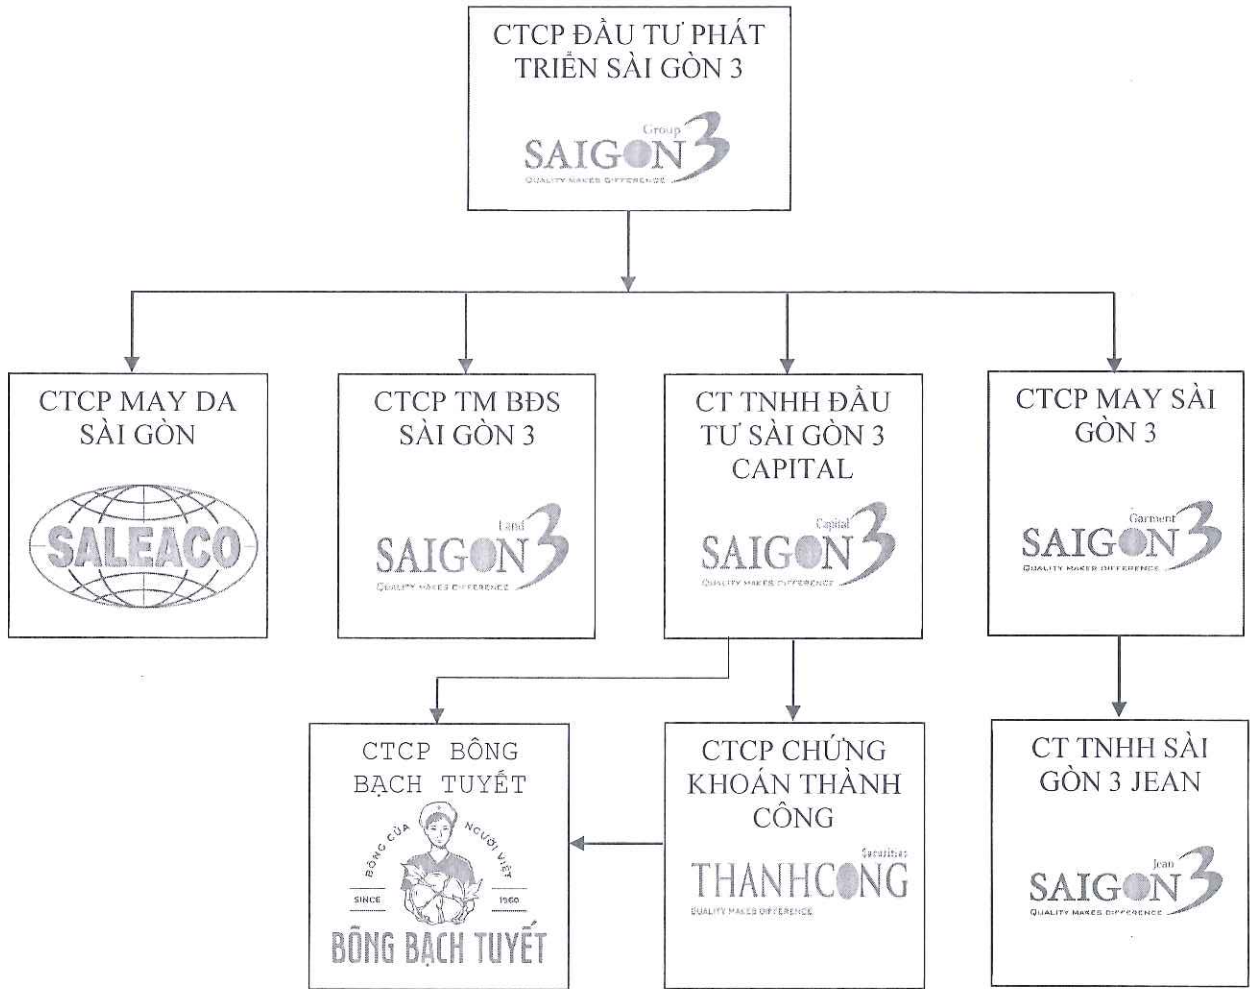 CTCP ĐẦU TƯ PHÁT
TRIỂN SÀI GÒN 3
Group
SAIGON 3
QUALITY MAKES DIFFERENCE
CTCP MAY DA
SÀI GÒN
SALEACO
CTCP TM BĐS
SÀI GÒN 3
Land
SAIGON 3
QUALITY MAKES DIFFERENCE
CT TNHH ĐẦU
TƯ SÀI GÒN 3
CAPITAL
Capital
SAIGON 3
QUALITY MAKES DIFFERENCE
CTCP MAY SÀI
GÒN 3
Garment
SAIGON 3
QUALITY MAKES DIFFERENCE
CTCP BÔNG
BẠCH TUYẾT
BÔNG CỦA NGƯỜI VIỆT
SINCE 1960
BÔNG BẠCH TUYẾT
CTCP CHỨNG
KHOÁN THÀNH
CÔNG
Securities
THANHCONG
QUALITY MAKES DIFFERENCE
CT TNHH SÀI
GÒN 3 JEAN
Jean
SAIGON 3
QUALITY MAKES DIFFERENCE